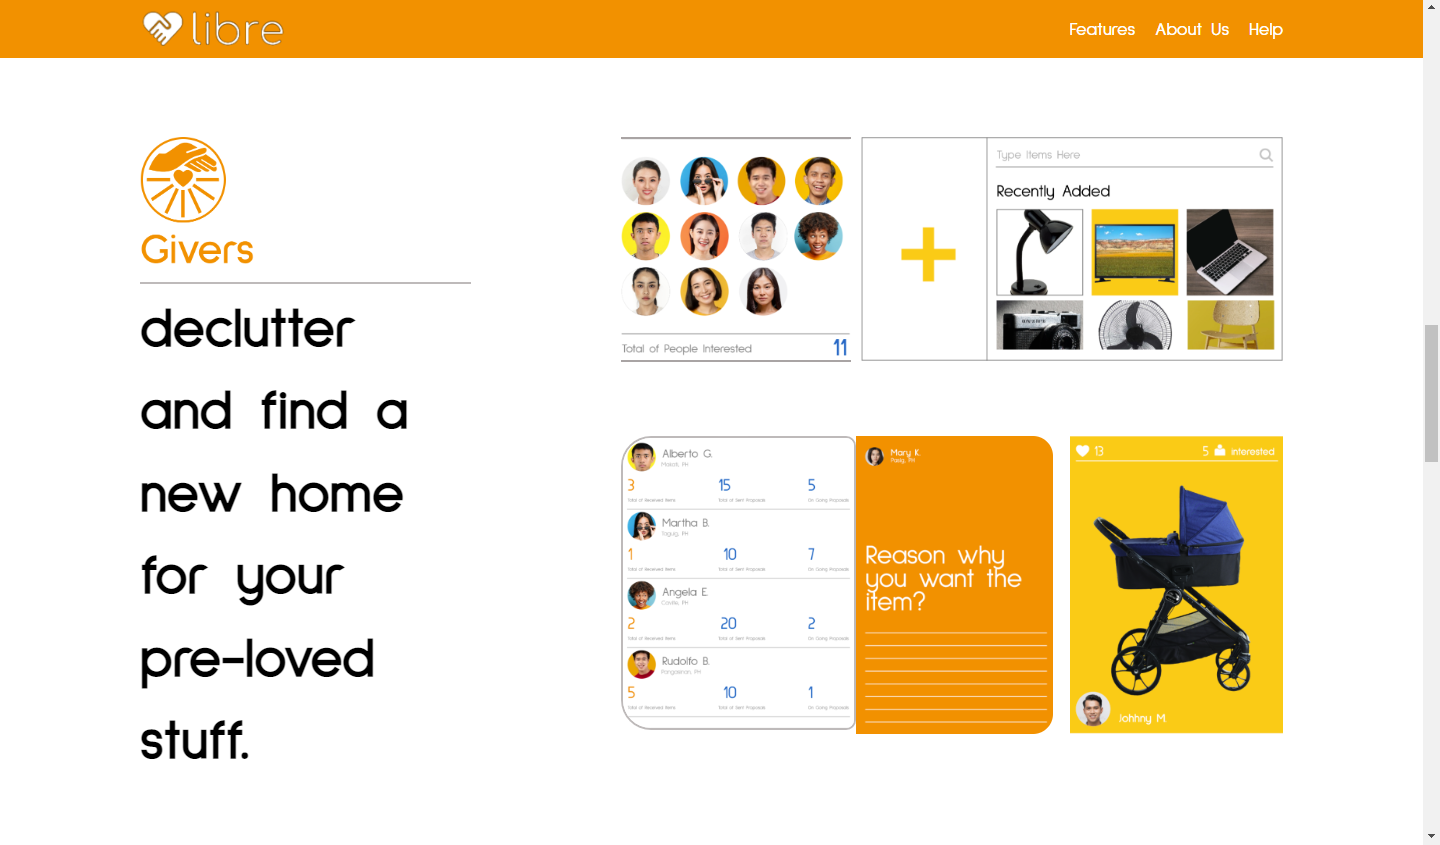 libre
Features About Us Help
Givers
declutter
and find a
new home
for your
pre-loved
stuff.
Total of People Interested 11
Type Items Here
Recently Added
Alberto G.
Makati, PH
3 15 5
Total of Received Items Total of Sent Proposals On Going Proposals
Martha B.
Taguig, PH
1 10 7
Total of Received Items Total of Sent Proposals On Going Proposals
Angela E.
Cavite, PH
2 20 2
Total of Received Items Total of Sent Proposals On Going Proposals
Rudolfo B.
Pangasinan, PH
5 10 1
Total of Received Items Total of Sent Proposals On Going Proposals
Mary K.
Pasig, PH
Reason why
you want the
item?
13 5 interested
Johhny M.